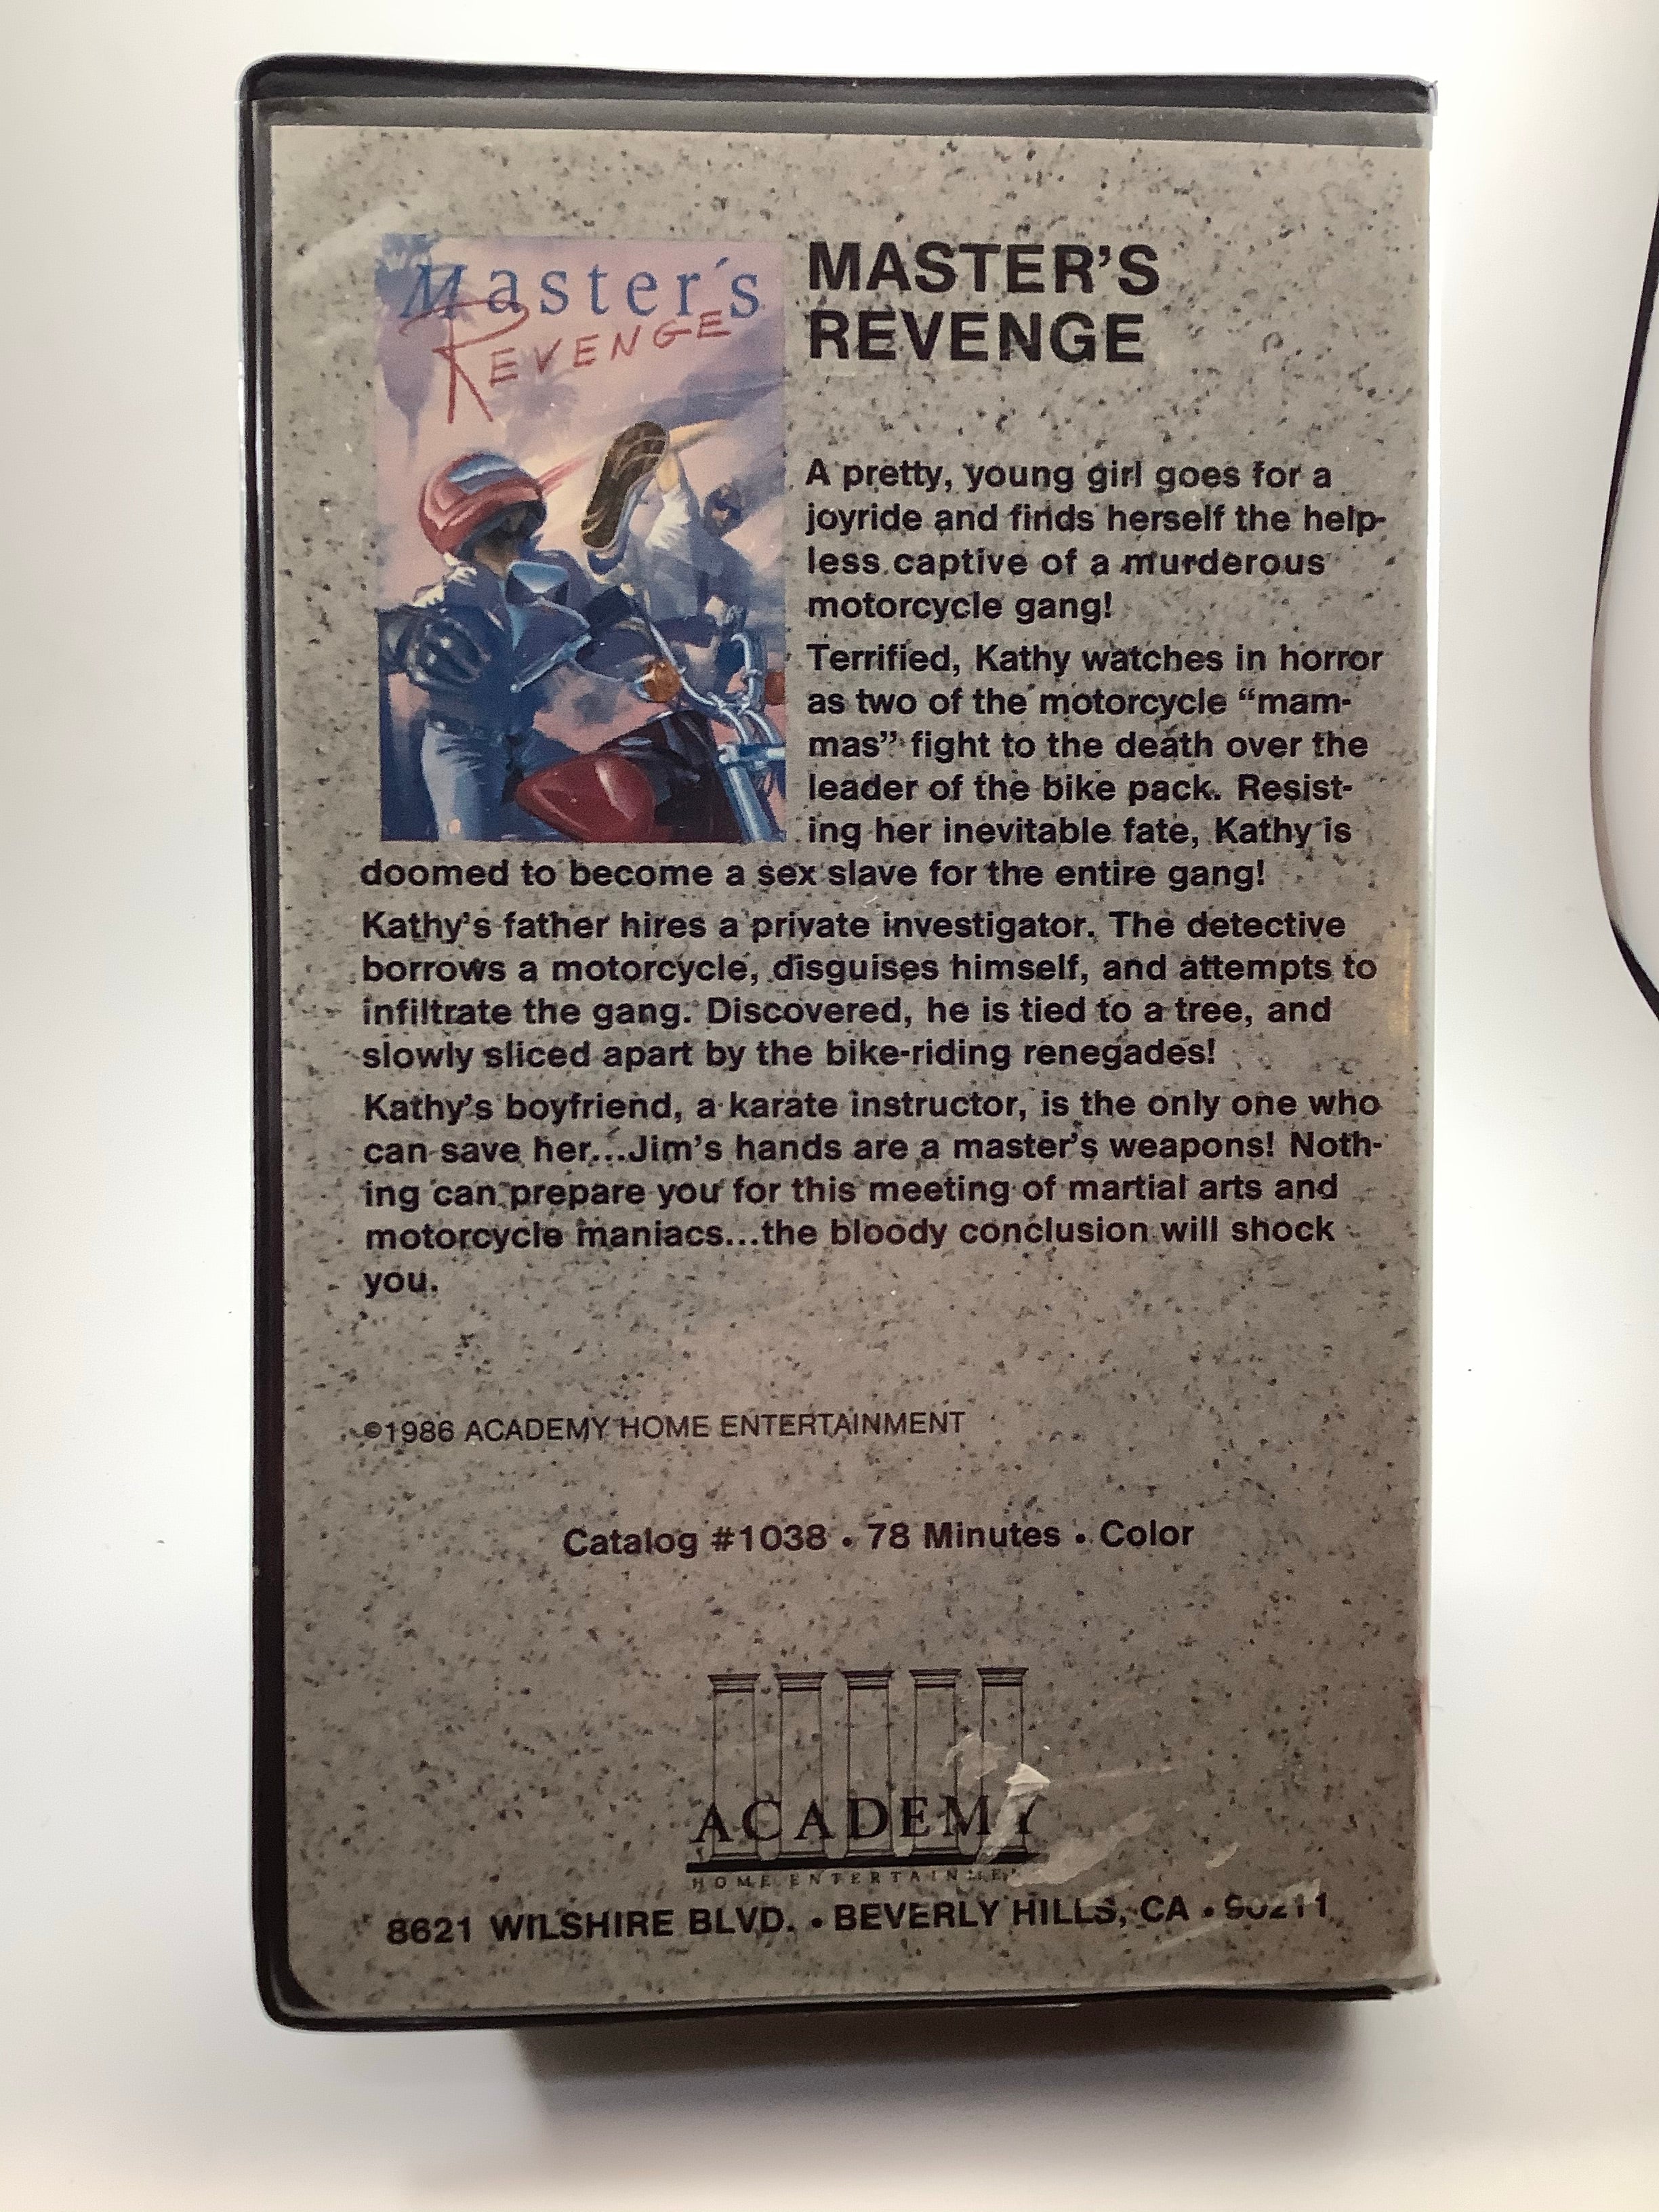 Master's
REVENGE
MASTER'S
REVENGE
A pretty, young girl goes for a
joyride and finds herself the help-
less captive of a murderous
motorcycle gang!
Terrified, Kathy watches in horror
as two of the motorcycle “mam-
mas” fight to the death over the
leader of the bike pack. Resist-
ing her inevitable fate, Kathy is
doomed to become a sex slave for the entire gang!
Kathy's father hires a private investigator. The detective
borrows a motorcycle, disguises himself, and attempts to
infiltrate the gang. Discovered, he is tied to a tree, and
slowly sliced apart by the bike-riding renegades!
Kathy's boyfriend, a karate instructor, is the only one who
can save her...Jim's hands are a master's weapons! Noth-
ing can prepare you for this meeting of martial arts and
motorcycle maniacs...the bloody conclusion will shock
you.
©1986 ACADEMY HOME ENTERTAINMENT
Catalog #1038 • 78 Minutes • Color
ACADEMY
HOME ENTERTAINMENT
8621 WILSHIRE BLVD. • BEVERLY HILLS, CA • 90211